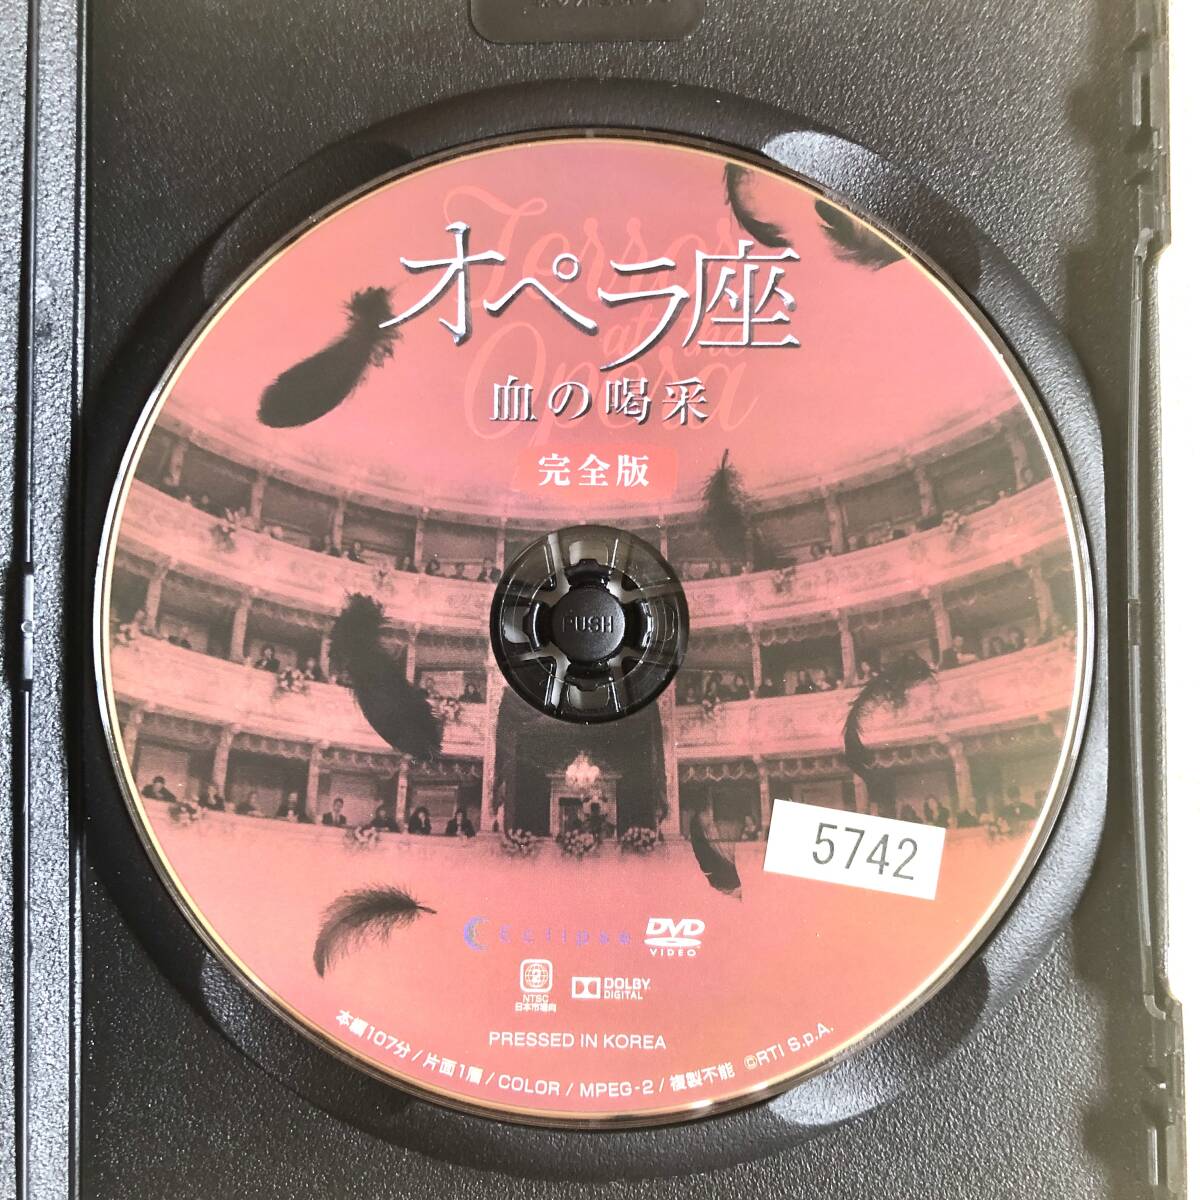 Terror
at the
Opera
オペラ座
血の喝采
完全版
PUSH
5742
Eclipse
DVD
VIDEO
NTSC
日本市場向
DOLBY
DIGITAL
PRESSED IN KOREA
本編107分/片面1層/COLOR/MPEG-2/複製不能 ©RTI S.p.A.